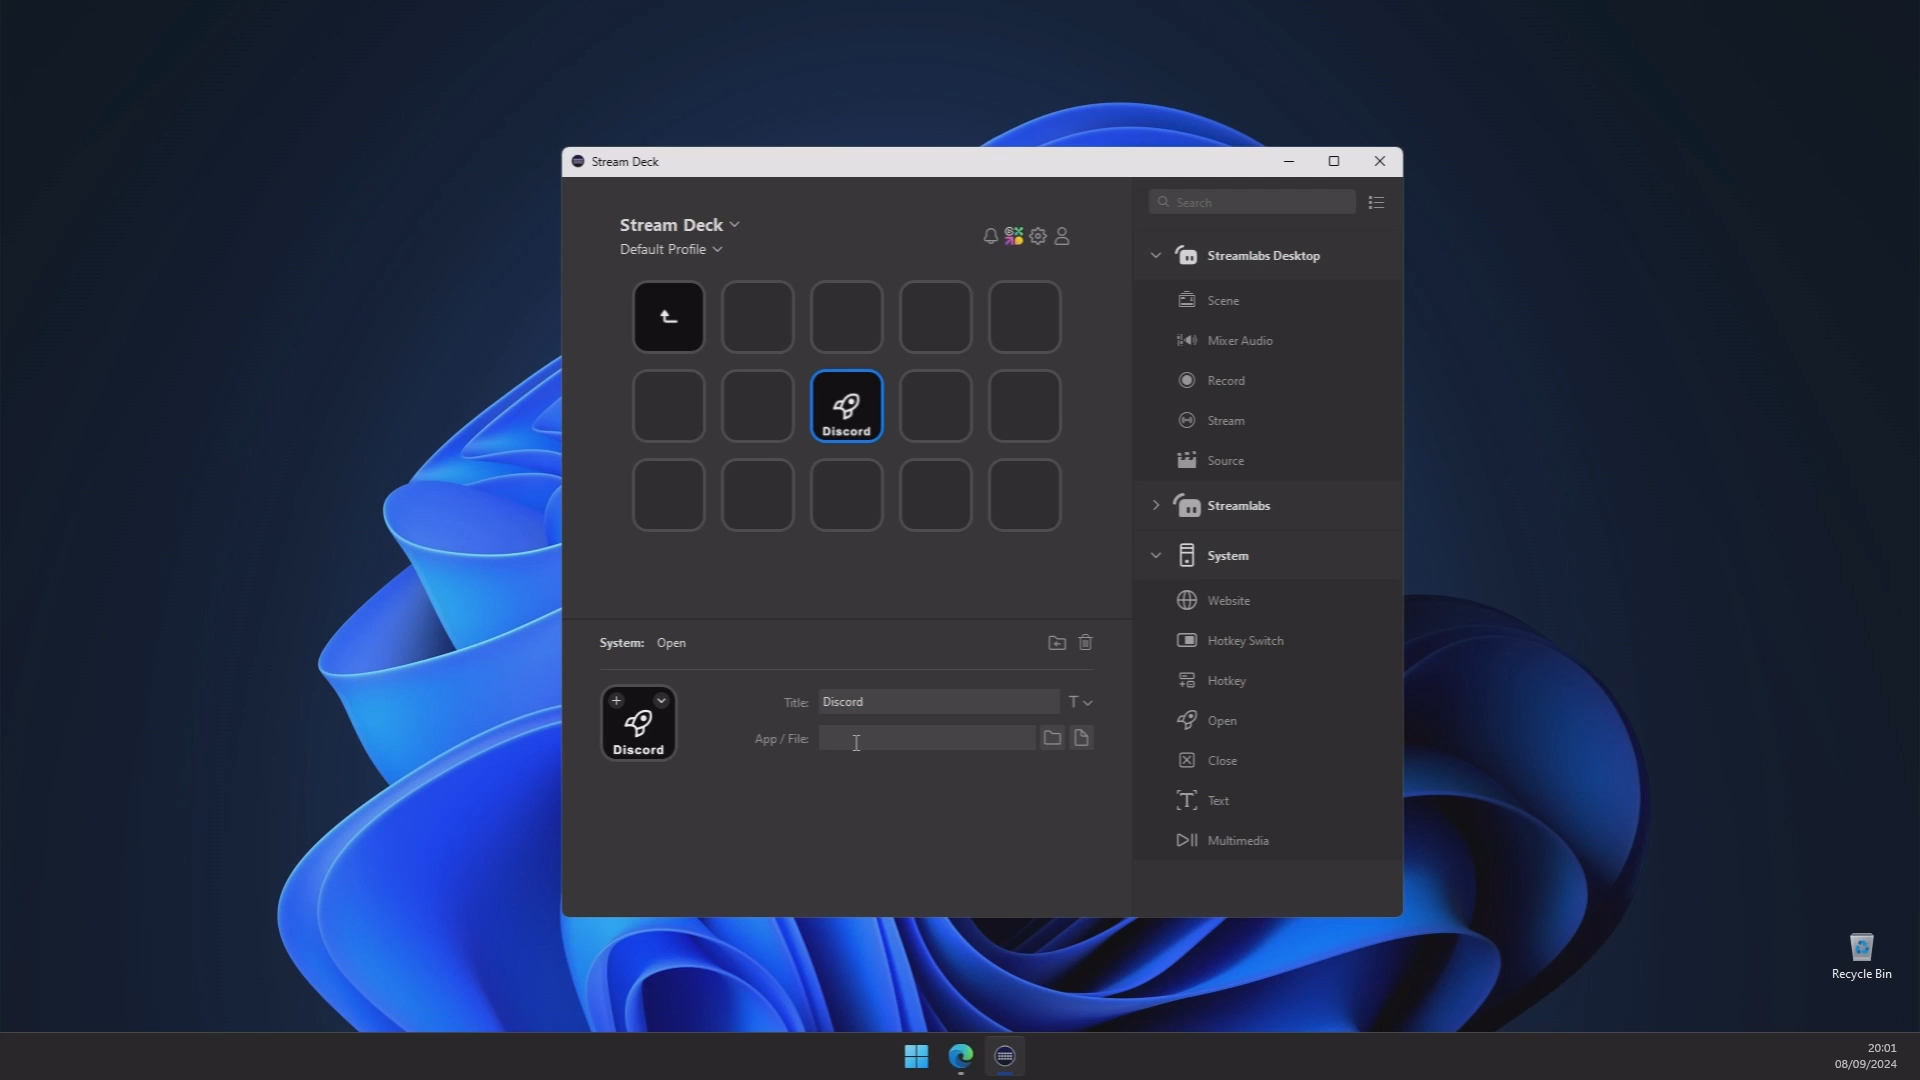 Stream Deck
Search
Stream Deck
Default Profile
Streamlabs Desktop
Scene
Mixer Audio
Record
Stream
Discord
Source
Streamlabs
System
Website
System: Open
Hotkey Switch
Hotkey
Title: Discord
T
Open
App / File:
Discord
Close
Text
Multimedia
Recycle Bin
20:01
08/09/2024